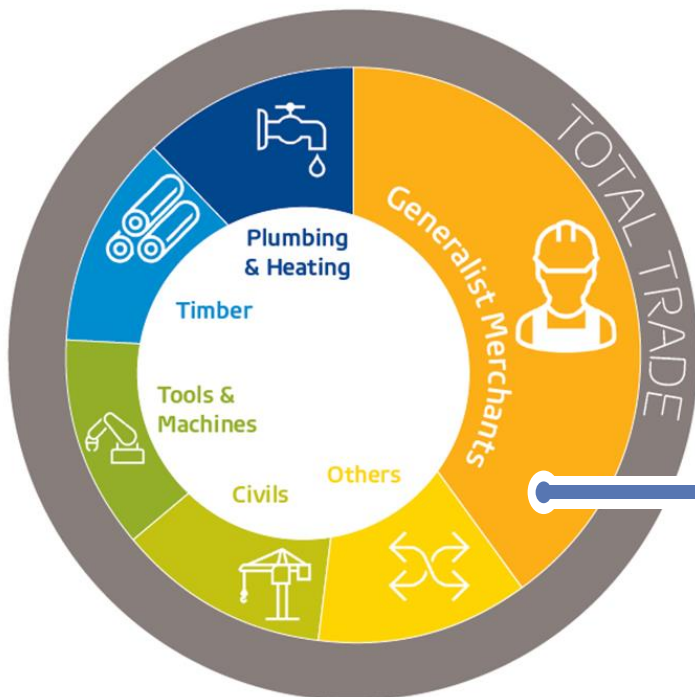 TOTAL TRADE
Generalist Merchants
Plumbing
& Heating
Timber
Tools &
Machines
Civils
Others